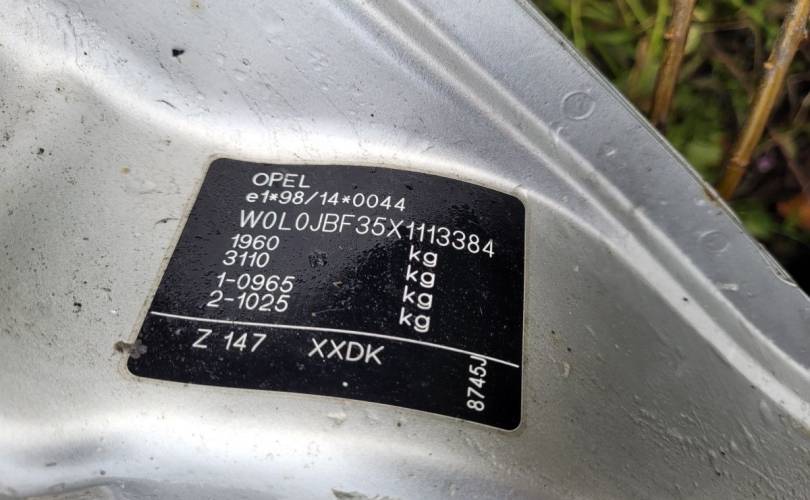 OPEL
e1*98/14*0044
W0L0JBF35X1113384
1960 kg
3110 kg
1-0965 kg
2-1025 kg
Z 147 XXDK
8745J